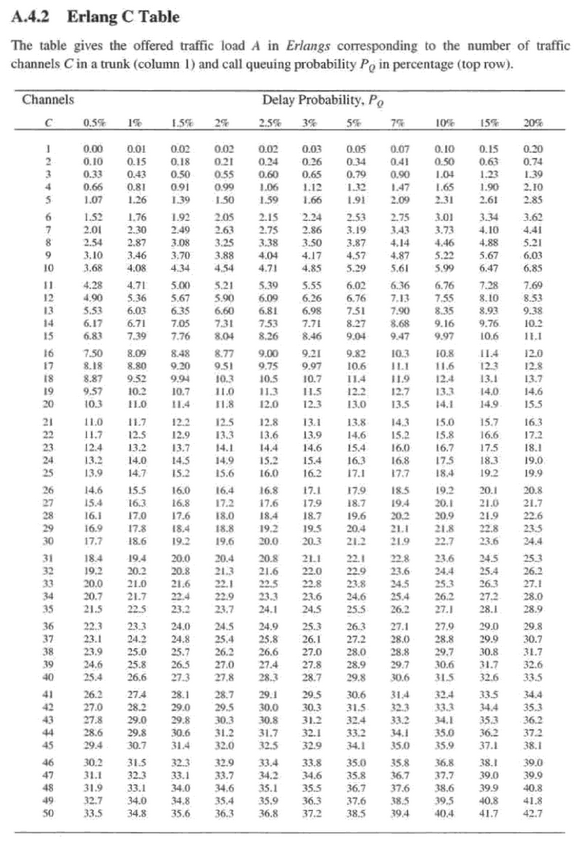 A.4.2 Erlang C Table
The table gives the offered traffic load A in Erlangs corresponding to the number of traffic
channels C in a trunk (column 1) and call queuing probability PQ in percentage (top row).
Channels Delay Probability, PQ
C 0.5% 1% 1.5% 2% 2.5% 3% 5% 7% 10% 15% 20%
1 0.00 0.01 0.02 0.02 0.02 0.03 0.05 0.07 0.10 0.15 0.20
2 0.10 0.15 0.18 0.21 0.24 0.26 0.34 0.41 0.50 0.63 0.74
3 0.33 0.43 0.50 0.55 0.60 0.65 0.79 0.90 1.04 1.23 1.39
4 0.66 0.81 0.91 0.99 1.06 1.12 1.32 1.47 1.65 1.90 2.10
5 1.07 1.26 1.39 1.50 1.59 1.66 1.91 2.09 2.31 2.61 2.85
6 1.52 1.76 1.92 2.05 2.15 2.24 2.53 2.75 3.01 3.34 3.62
7 2.01 2.30 2.49 2.63 2.75 2.86 3.19 3.43 3.73 4.10 4.41
8 2.54 2.87 3.08 3.25 3.38 3.50 3.87 4.14 4.46 4.88 5.21
9 3.10 3.46 3.70 3.88 4.04 4.17 4.57 4.87 5.22 5.67 6.03
10 3.68 4.08 4.34 4.54 4.71 4.85 5.29 5.61 5.99 6.47 6.85
11 4.28 4.71 5.00 5.21 5.39 5.55 6.02 6.36 6.76 7.28 7.69
12 4.90 5.36 5.67 5.90 6.09 6.26 6.76 7.13 7.55 8.10 8.53
13 5.53 6.03 6.35 6.60 6.81 6.98 7.51 7.90 8.35 8.93 9.38
14 6.17 6.71 7.05 7.31 7.53 7.71 8.27 8.68 9.16 9.76 10.2
15 6.83 7.39 7.76 8.04 8.26 8.46 9.04 9.47 9.97 10.6 11.1
16 7.50 8.09 8.48 8.77 9.00 9.21 9.82 10.3 10.8 11.4 12.0
17 8.18 8.80 9.20 9.51 9.75 9.97 10.6 11.1 11.6 12.3 12.8
18 8.87 9.52 9.94 10.3 10.5 10.7 11.4 11.9 12.4 13.1 13.7
19 9.57 10.2 10.7 11.0 11.3 11.5 12.2 12.7 13.3 14.0 14.6
20 10.3 11.0 11.4 11.8 12.0 12.3 13.0 13.5 14.1 14.9 15.5
21 11.0 11.7 12.2 12.5 12.8 13.1 13.8 14.3 15.0 15.7 16.3
22 11.7 12.5 12.9 13.3 13.6 13.9 14.6 15.2 15.8 16.6 17.2
23 12.4 13.2 13.7 14.1 14.4 14.6 15.4 16.0 16.7 17.5 18.1
24 13.2 14.0 14.5 14.9 15.2 15.4 16.3 16.8 17.5 18.3 19.0
25 13.9 14.7 15.2 15.6 16.0 16.2 17.1 17.7 18.4 19.2 19.9
26 14.6 15.5 16.0 16.4 16.8 17.1 17.9 18.5 19.2 20.1 20.8
27 15.4 16.3 16.8 17.2 17.6 17.9 18.7 19.4 20.1 21.0 21.7
28 16.1 17.0 17.6 18.0 18.4 18.7 19.6 20.2 20.9 21.9 22.6
29 16.9 17.8 18.4 18.8 19.2 19.5 20.4 21.1 21.8 22.8 23.5
30 17.7 18.6 19.2 19.6 20.0 20.3 21.2 21.9 22.7 23.6 24.4
31 18.4 19.4 20.0 20.4 20.8 21.1 22.1 22.8 23.6 24.5 25.3
32 19.2 20.2 20.8 21.3 21.6 22.0 22.9 23.6 24.4 25.4 26.2
33 20.0 21.0 21.6 22.1 22.5 22.8 23.8 24.5 25.3 26.3 27.1
34 20.7 21.7 22.4 22.9 23.3 23.6 24.6 25.4 26.2 27.2 28.0
35 21.5 22.5 23.2 23.7 24.1 24.5 25.5 26.2 27.1 28.1 28.9
36 22.3 23.3 24.0 24.5 24.9 25.3 26.3 27.1 27.9 29.0 29.8
37 23.1 24.2 24.8 25.4 25.8 26.1 27.2 28.0 28.8 29.9 30.7
38 23.9 25.0 25.7 26.2 26.6 27.0 28.0 28.8 29.7 30.8 31.7
39 24.6 25.8 26.5 27.0 27.4 27.8 28.9 29.7 30.6 31.7 32.6
40 25.4 26.6 27.3 27.8 28.3 28.7 29.8 30.6 31.5 32.6 33.5
41 26.2 27.4 28.1 28.7 29.1 29.5 30.6 31.4 32.4 33.5 34.4
42 27.0 28.2 29.0 29.5 30.0 30.3 31.5 32.3 33.3 34.4 35.3
43 27.8 29.0 29.8 30.3 30.8 31.2 32.4 33.2 34.1 35.3 36.2
44 28.6 29.8 30.6 31.2 31.7 32.1 33.2 34.1 35.0 36.2 37.2
45 29.4 30.7 31.4 32.0 32.5 32.9 34.1 35.0 35.9 37.1 38.1
46 30.2 31.5 32.3 32.9 33.4 33.8 35.0 35.8 36.8 38.1 39.0
47 31.1 32.3 33.1 33.7 34.2 34.6 35.8 36.7 37.7 39.0 39.9
48 31.9 33.1 34.0 34.6 35.1 35.5 36.7 37.6 38.6 39.9 40.8
49 32.7 34.0 34.8 35.4 35.9 36.3 37.6 38.5 39.5 40.8 41.8
50 33.5 34.8 35.6 36.3 36.8 37.2 38.5 39.4 40.4 41.7 42.7